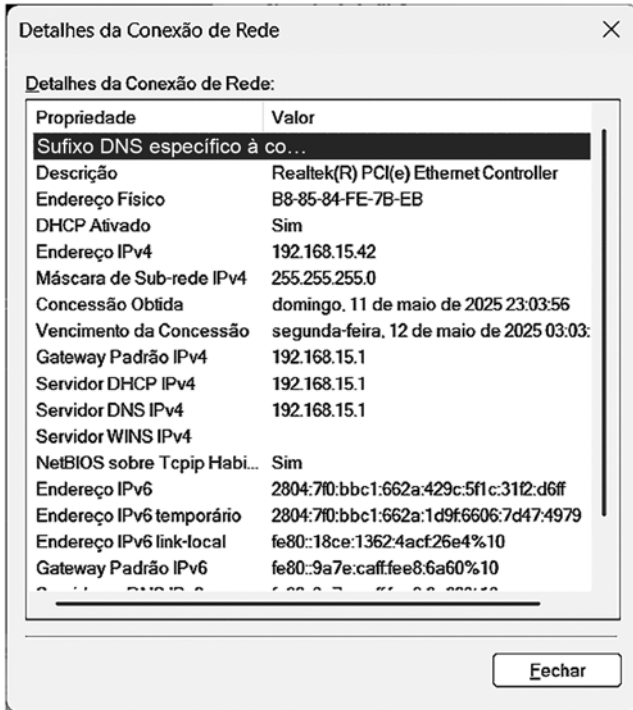 Detalhes da Conexão de Rede
Detalhes da Conexão de Rede:
Propriedade Valor
Sufixo DNS específico à co...
Descrição Realtek(R) PCI(e) Ethernet Controller
Endereço Físico B8-85-84-FE-7B-EB
DHCP Ativado Sim
Endereço IPv4 192.168.15.42
Máscara de Sub-rede IPv4 255.255.255.0
Concessão Obtida domingo, 11 de maio de 2025 23:03:56
Vencimento da Concessão segunda-feira, 12 de maio de 2025 03:03:
Gateway Padrão IPv4 192.168.15.1
Servidor DHCP IPv4 192.168.15.1
Servidor DNS IPv4 192.168.15.1
Servidor WINS IPv4
NetBIOS sobre Tcpip Habi... Sim
Endereço IPv6 2804:7f0:bbc1:662a:429c:5f1c:31f2:d6ff
Endereço IPv6 temporário 2804:7f0:bbc1:662a:1d9f:6606:7d47:4979
Endereço IPv6 link-local fe80::18ce:1362:4acf:26e4%10
Gateway Padrão IPv6 fe80::9a7e:caff:fee8:6a60%10
Fechar